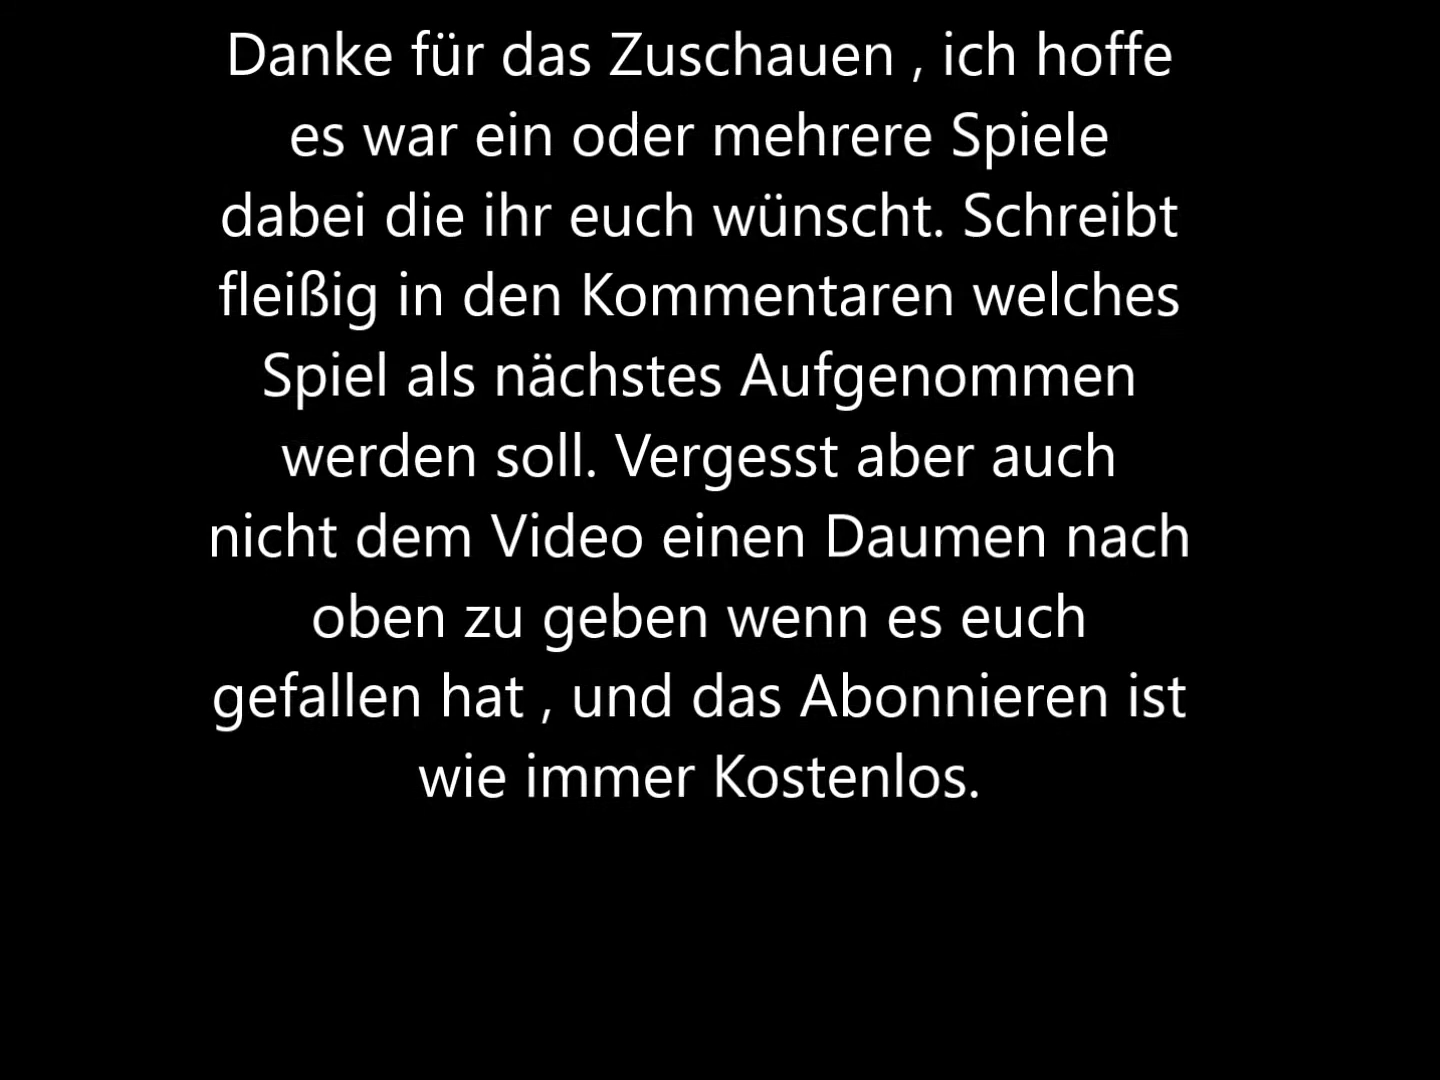 Danke für das Zuschauen , ich hoffe
es war ein oder mehrere Spiele
dabei die ihr euch wünscht. Schreibt
fleißig in den Kommentaren welches
Spiel als nächstes Aufgenommen
werden soll. Vergesst aber auch
nicht dem Video einen Daumen nach
oben zu geben wenn es euch
gefallen hat , und das Abonnieren ist
wie immer Kostenlos.